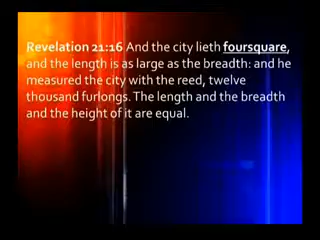 Revelation 21:16 And the city lieth foursquare,
and the length is as large as the breadth: and he
measured the city with the reed, twelve
thousand furlongs. The length and the breadth
and the height of it are equal.